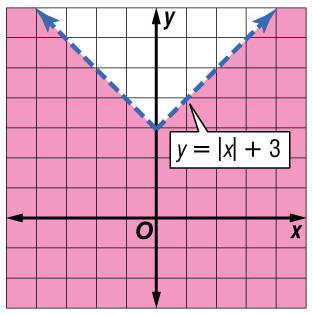 y
y = |x| + 3
O
x